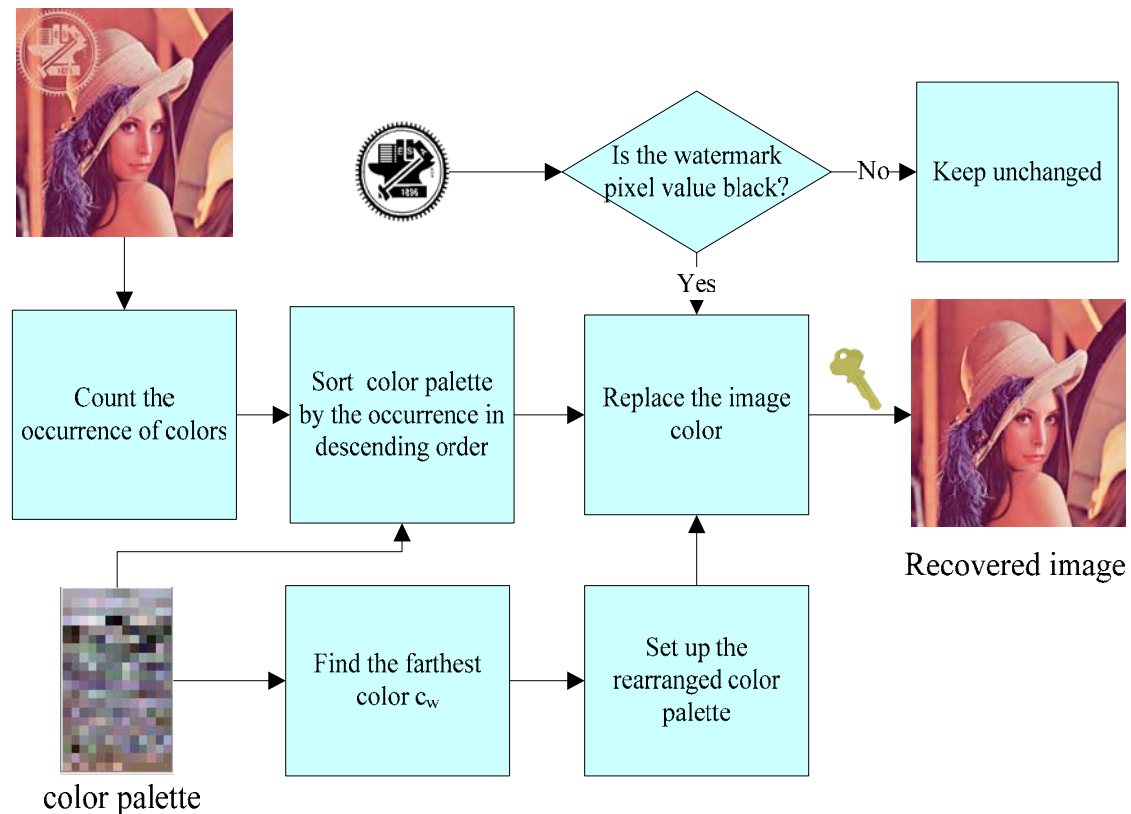 Is the watermark
pixel value black?
No
Keep unchanged
1896
Yes
Count the
occurrence of colors
Sort color palette
by the occurrence in
descending order
Replace the image
color
Recovered image
Find the farthest
color cw
Set up the
rearranged color
palette
color palette